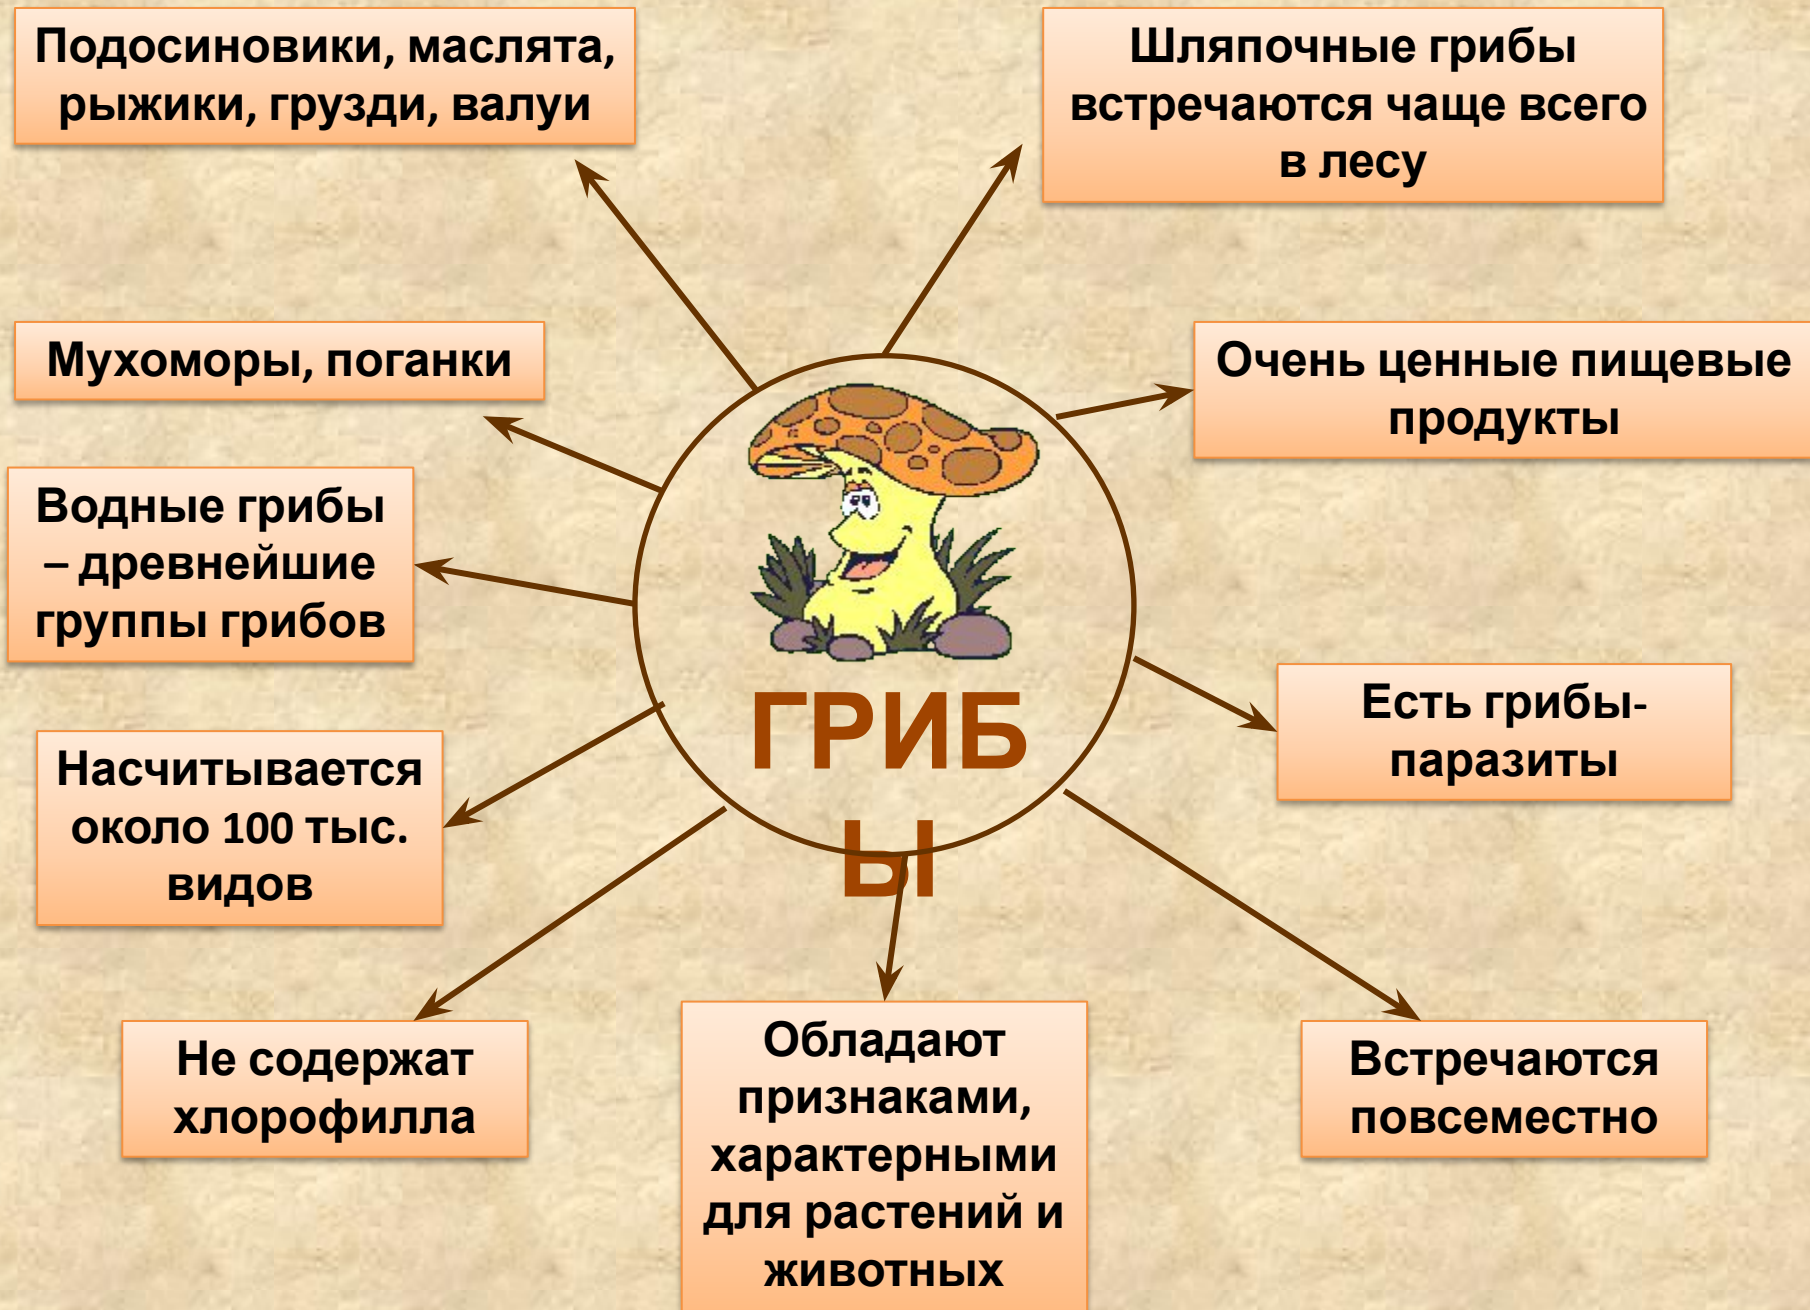 Подосиновики, маслята,
рыжики, грузди, валуи
Шляпочные грибы
встречаются чаще всего
в лесу
Мухоморы, поганки
Очень ценные пищевые
продукты
Водные грибы
– древнейшие
группы грибов
ГРИБ
Ы
Есть грибы-
паразиты
Насчитывается
около 100 тыс.
видов
Не содержат
хлорофилла
Обладают
признаками,
характерными
для растений и
животных
Встречаются
повсеместно